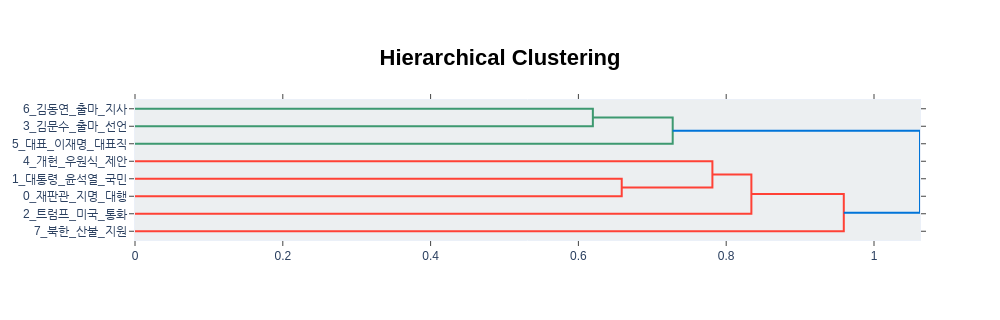 Hierarchical Clustering
6_김동연_출마_지사
3_김문수_출마_선언
5_대표_이재명_대표직
4_개헌_우원식_제안
1_대통령_윤석열_국민
0_재판관_지명_대행
2_트럼프_미국_통화
7_북한_산불_지원
0 0.2 0.4 0.6 0.8 1